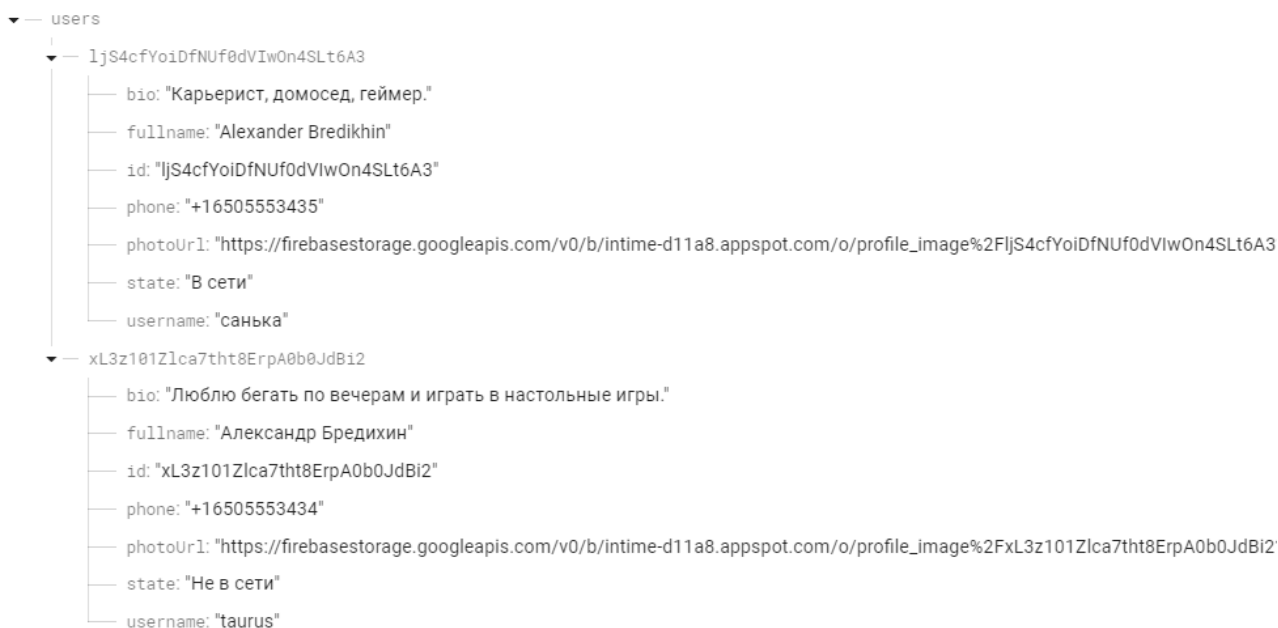 users
ljS4cfYoiDfNUf0dVIwOn4SLt6A3
bio: "Карьерист, домосед, геймер."
fullname: "Alexander Bredikhin"
id: "ljS4cfYoiDfNUf0dVIwOn4SLt6A3"
phone: "+16505553435"
photoUrl: "https://firebasestorage.googleapis.com/v0/b/intime-d11a8.appspot.com/o/profile_image%2FljS4cfYoiDfNUf0dVIwOn4SLt6A3
state: "В сети"
username: "санька"
xL3z101Zlca7tht8ErpA0b0JdBi2
bio: "Люблю бегать по вечерам и играть в настольные игры."
fullname: "Александр Бредихин"
id: "xL3z101Zlca7tht8ErpA0b0JdBi2"
phone: "+16505553434"
photoUrl: "https://firebasestorage.googleapis.com/v0/b/intime-d11a8.appspot.com/o/profile_image%2FxL3z101Zlca7tht8ErpA0b0JdBi2
state: "Не в сети"
username: "taurus"